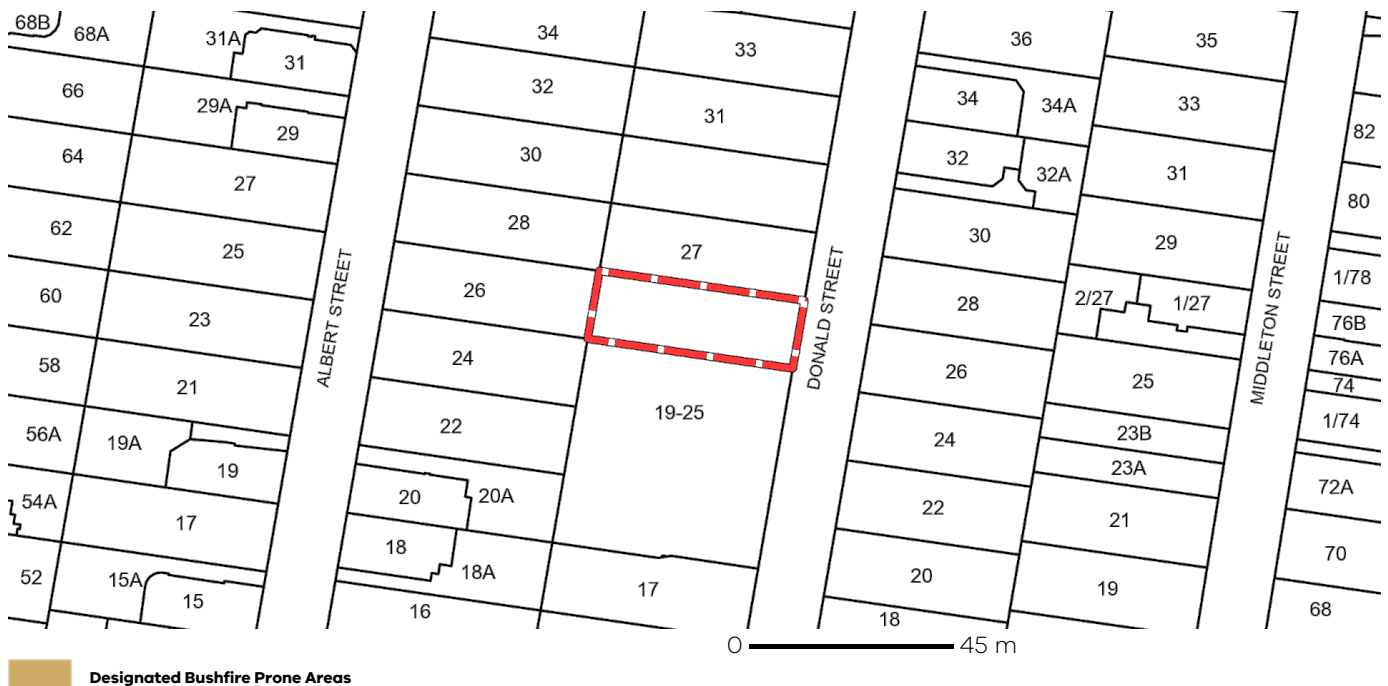 68B
68A
31A
31
34
33
36
35
66
29A
29
32
31
34
34A
33
82
64
27
30
32
32A
31
80
62
25
28
27
30
29
1/78
60
23
ALBERT STREET
26
DONALD STREET
28
2/27
1/27
MIDDLETON STREET
76B
58
21
24
26
25
76A
74
56A
19A
19
22
19-25
24
23B
23A
1/74
54A
17
20
20A
22
21
72A
52
15A
15
18
18A
17
20
19
70
16
18
68
0 45 m
Designated Bushfire Prone Areas